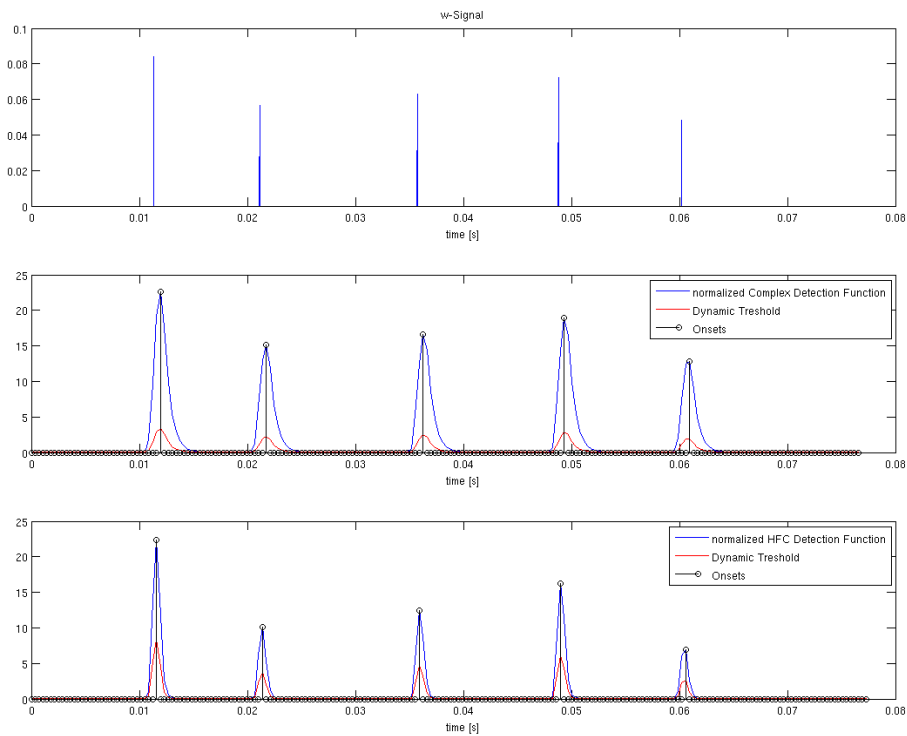 w-Signal
0.1
0.08
0.06
0.04
0.02
0
0 0.01 0.02 0.03 0.04 0.05 0.06 0.07 0.08
time [s]
25
20
15
10
5
0
normalized Complex Detection Function
Dynamic Treshold
Onsets
0 0.01 0.02 0.03 0.04 0.05 0.06 0.07 0.08
time [s]
25
20
15
10
5
0
normalized HFC Detection Function
Dynamic Treshold
Onsets
0 0.01 0.02 0.03 0.04 0.05 0.06 0.07 0.08
time [s]